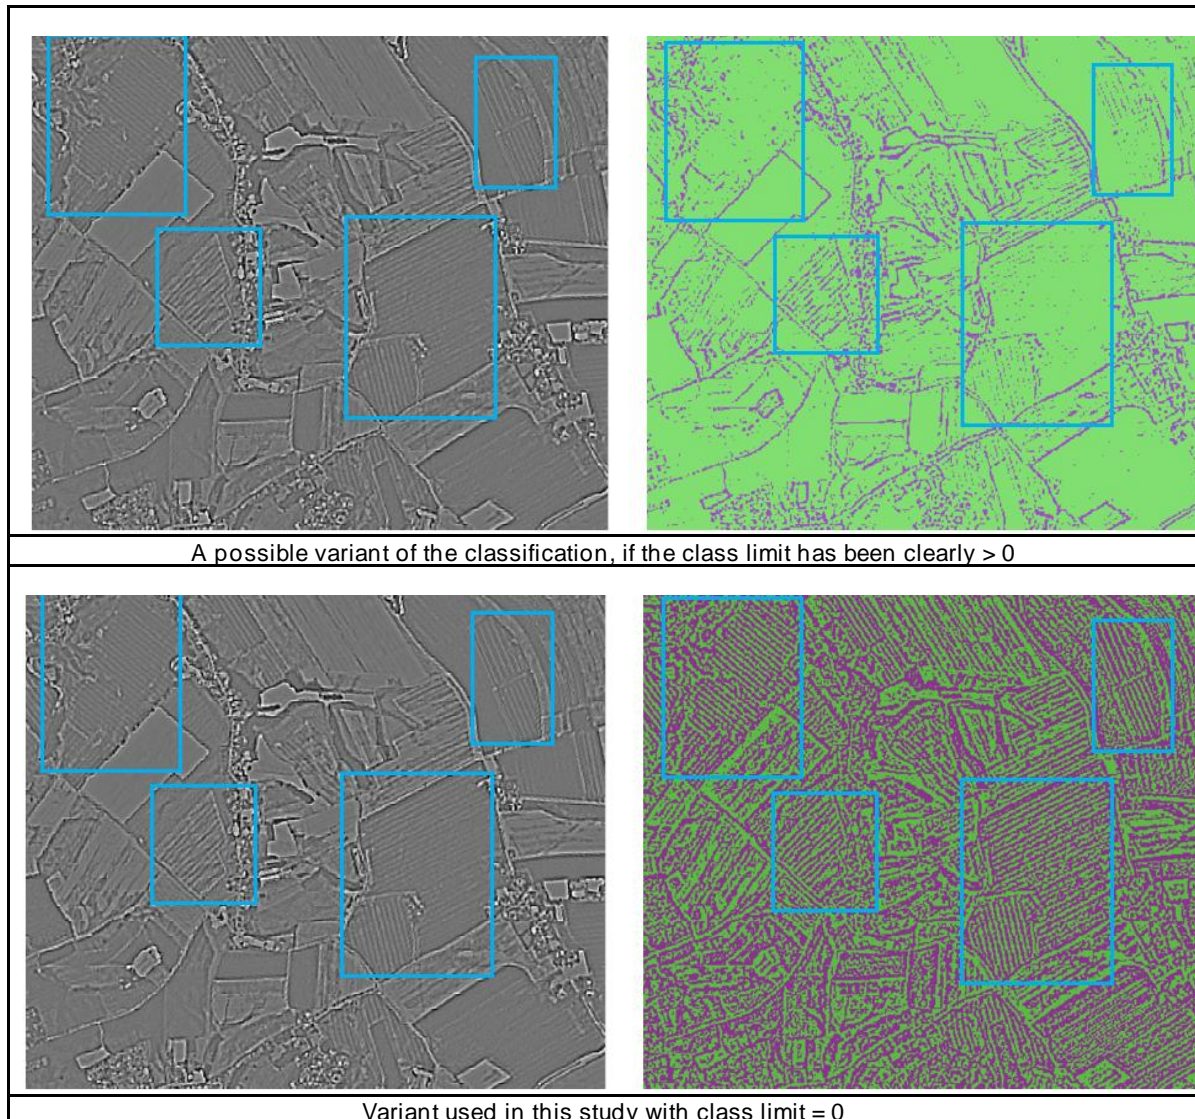 A possible variant of the classification, if the class limit has been clearly > 0
Variant used in this study with class limit = 0